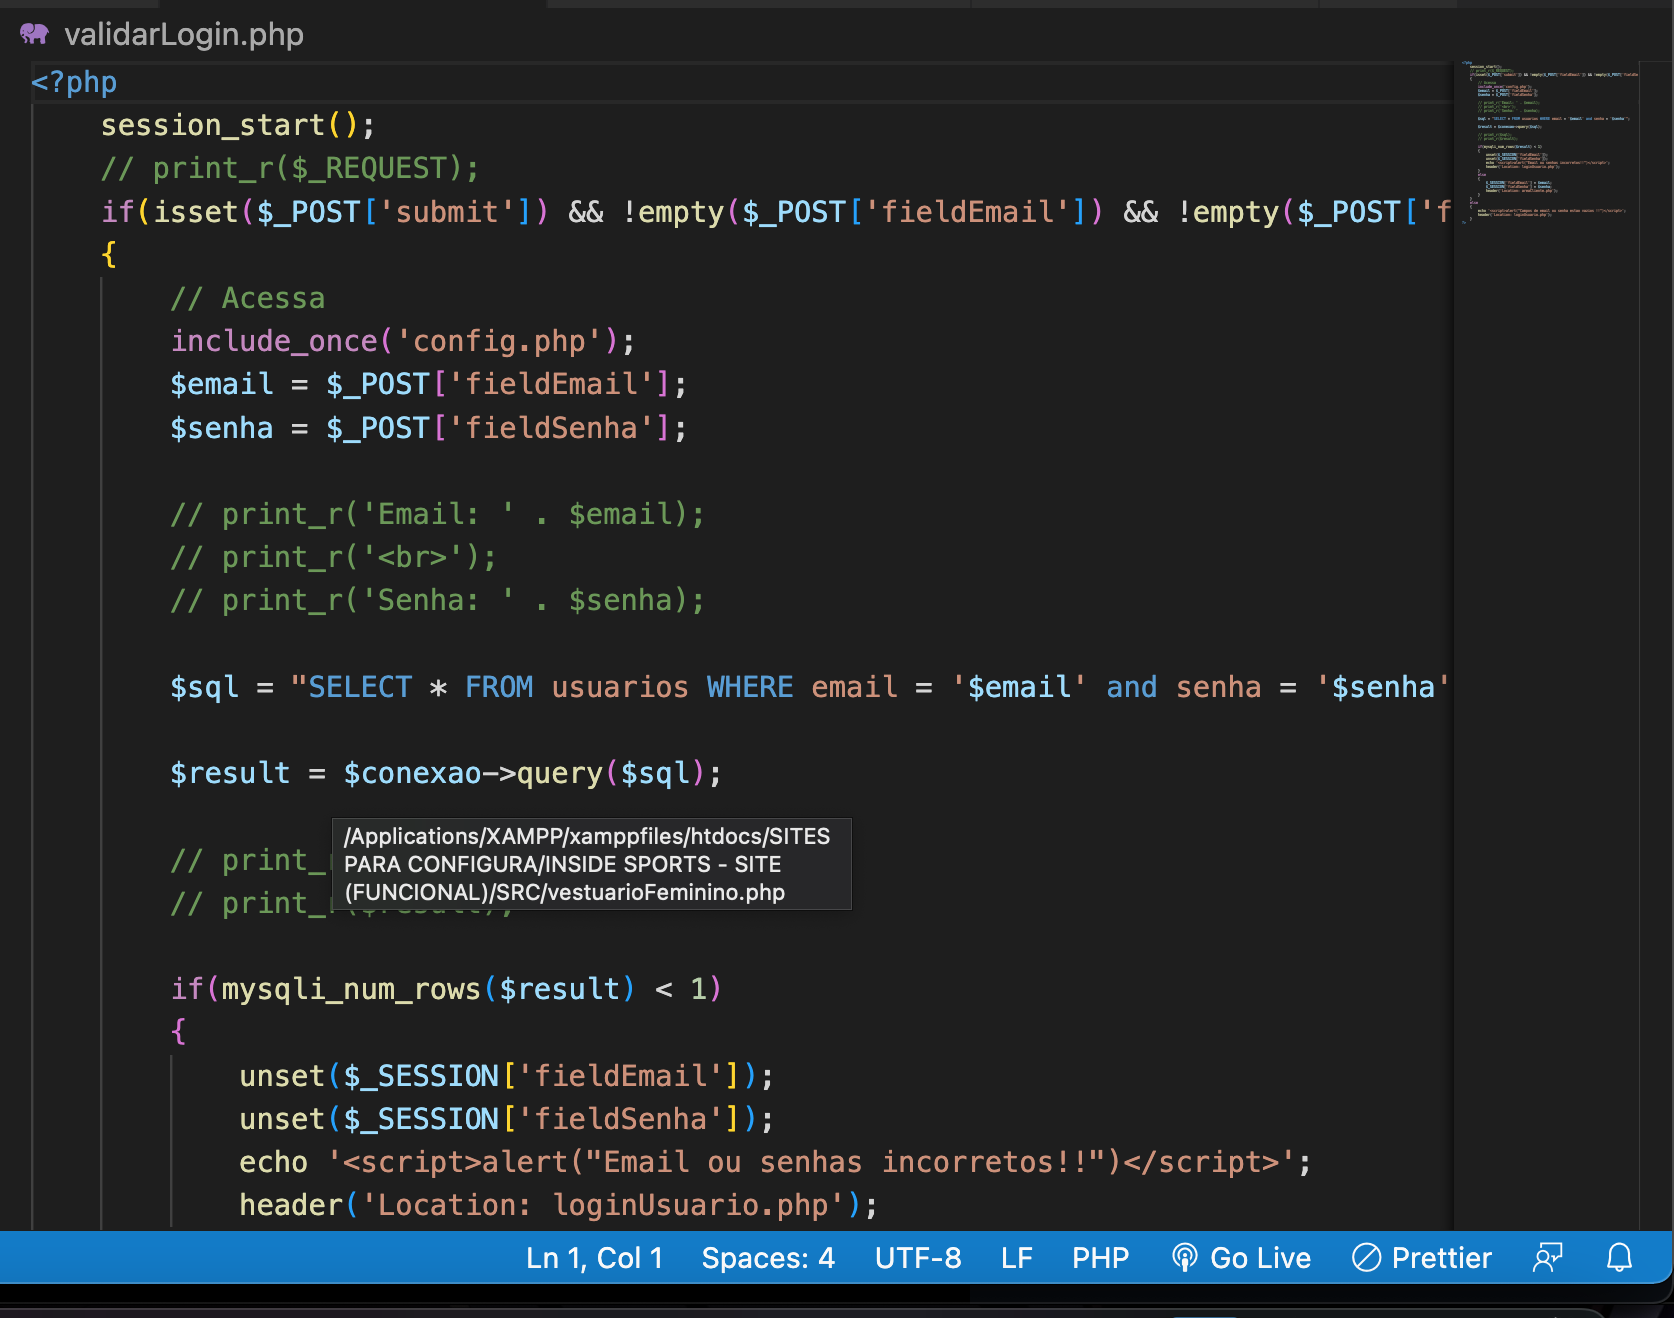 validarLogin.php
<?php
session_start();
// print_r($_REQUEST);
if(isset($_POST['submit']) && !empty($_POST['fieldEmail']) && !empty($_POST['f
{
// Acessa
include_once('config.php');
$email = $_POST['fieldEmail'];
$senha = $_POST['fieldSenha'];
// print_r('Email: ' . $email);
// print_r('<br>');
// print_r('Senha: ' . $senha);
$sql = "SELECT * FROM usuarios WHERE email = '$email' and senha = '$senha'
$result = $conexao->query($sql);
/Applications/XAMPP/xamppfiles/htdocs/SITES
PARA CONFIGURA/INSIDE SPORTS - SITE
(FUNCIONAL)/SRC/vestuarioFeminino.php
// print_
// print_r($result);
if(mysqli_num_rows($result) < 1)
{
unset($_SESSION['fieldEmail']);
unset($_SESSION['fieldSenha']);
echo '<script>alert("Email ou senhas incorretos!!")</script>';
header('Location: loginUsuario.php');
Ln 1, Col 1 Spaces: 4 UTF-8 LF PHP Go Live Prettier